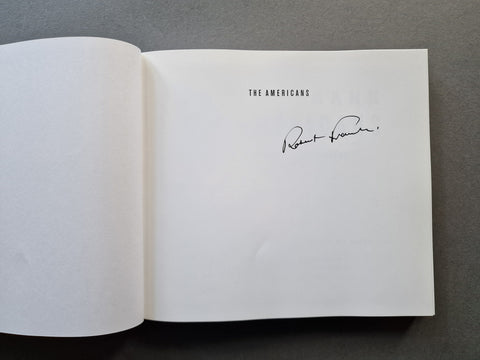 THE AMERICANS
Robert Frank.